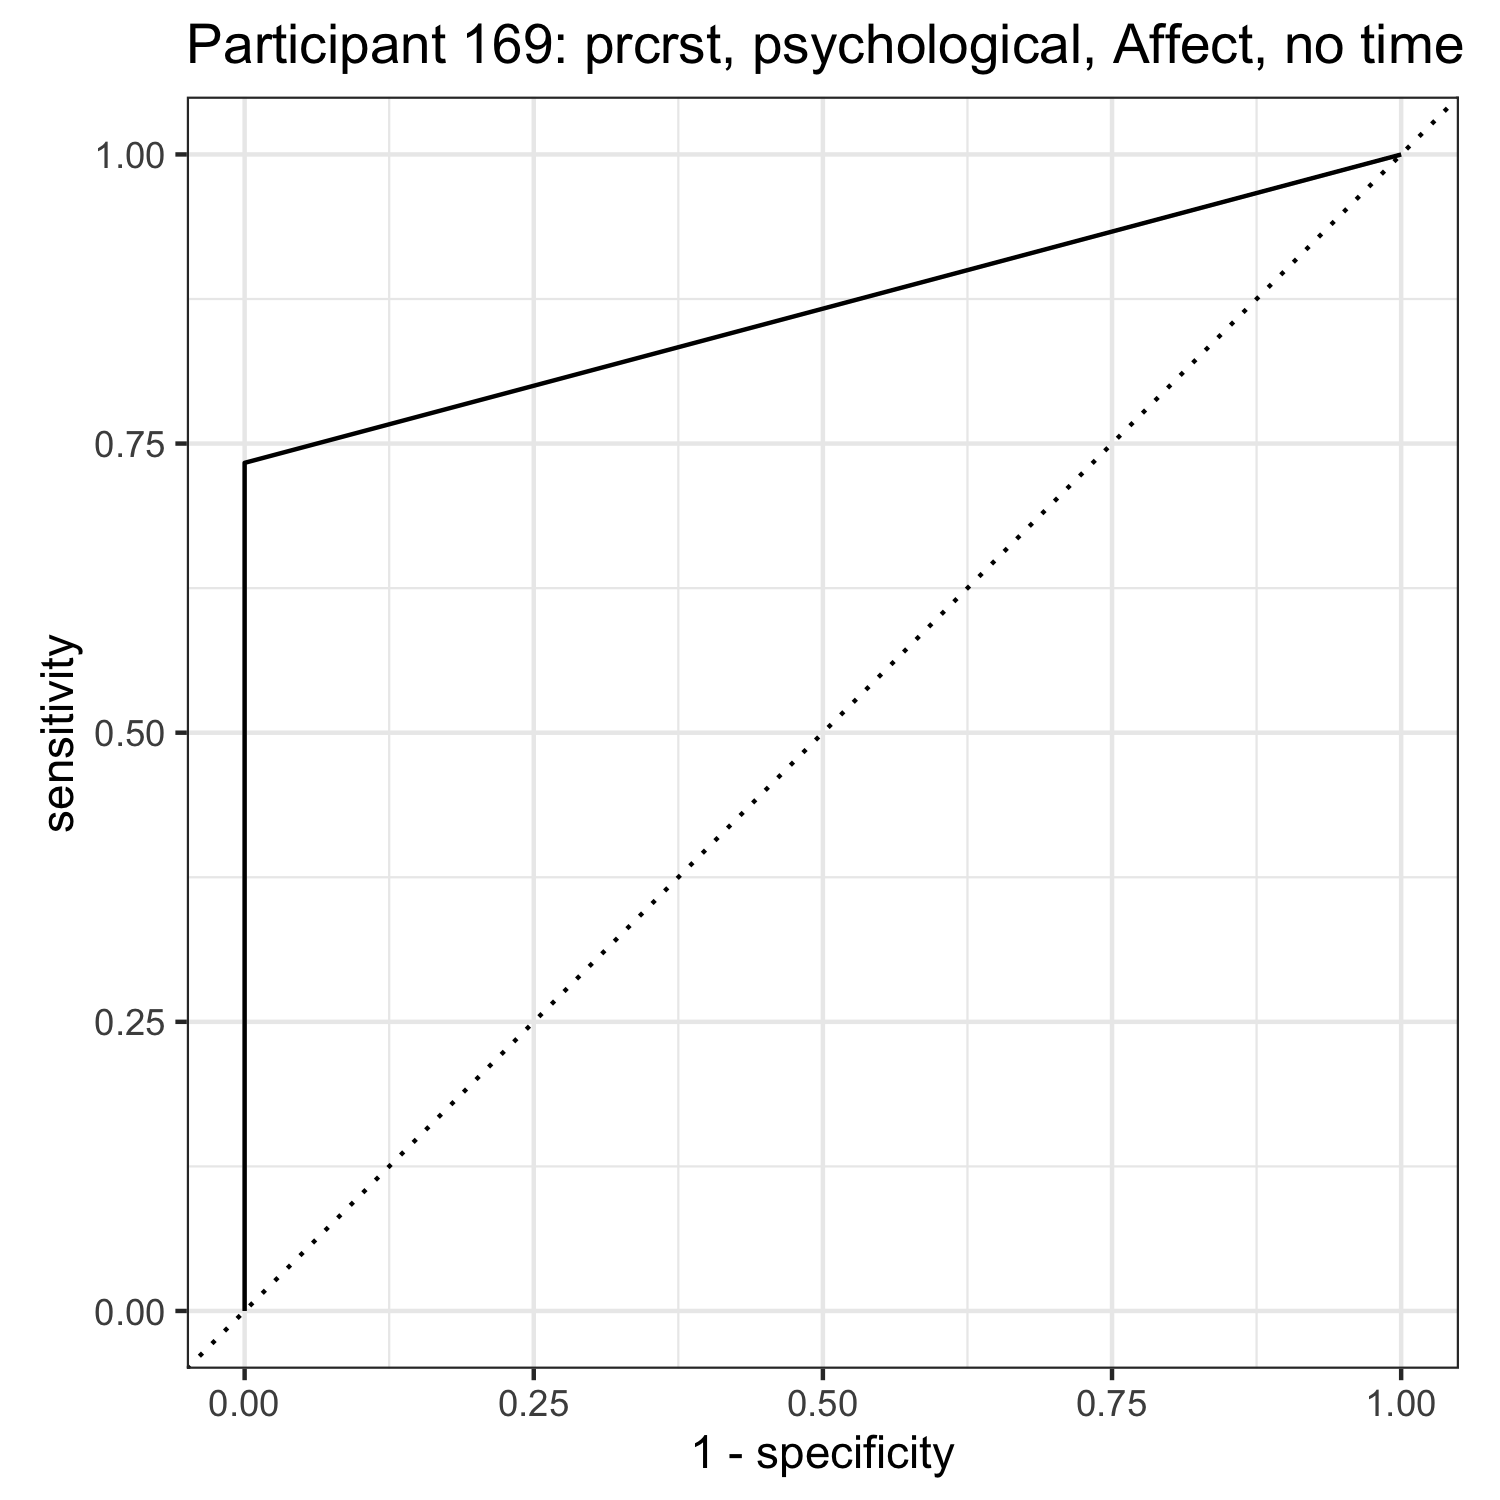 Participant 169: prcrst, psychological, Affect, no time
1.00
0.75
0.50
0.25
0.00
sensitivity
0.00 0.25 0.50 0.75 1.00
1 - specificity